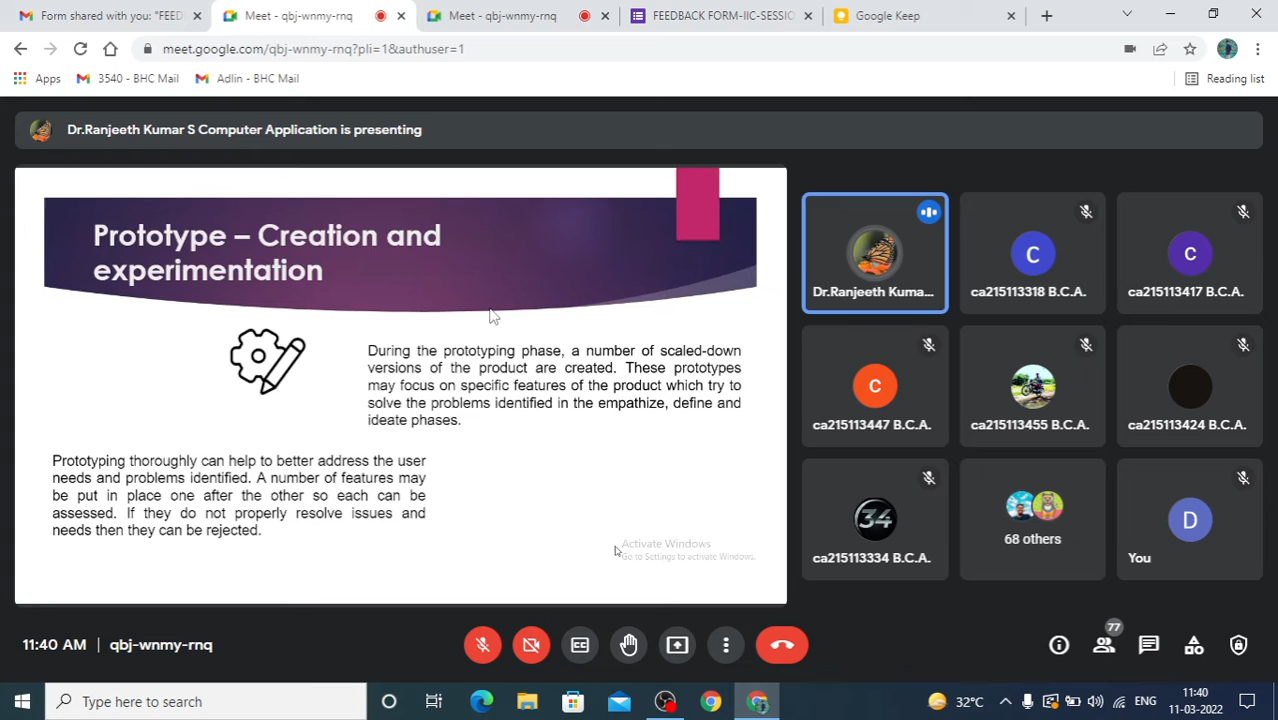 Form shared with you: "FEED
Meet - qbj-wnmy-rnq
Meet - qbj-wnmy-rnq
FEEDBACK FORM-IIC-SESSIO
Google Keep
meet.google.com/qbj-wnmy-rnq?pli=1&authuser=1
Apps
3540 - BHC Mail
Adlin - BHC Mail
Reading list
Dr.Ranjeeth Kumar S Computer Application is presenting
Prototype – Creation and
experimentation
During the prototyping phase, a number of scaled-down
versions of the product are created. These prototypes
may focus on specific features of the product which try to
solve the problems identified in the empathize, define and
ideate phases.
Prototyping thoroughly can help to better address the user
needs and problems identified. A number of features may
be put in place one after the other so each can be
assessed. If they do not properly resolve issues and
needs then they can be rejected.
Activate Windows
Go to Settings to activate Windows.
Dr.Ranjeeth Kuma...
C
ca215113318 B.C.A.
C
ca215113417 B.C.A.
C
ca215113447 B.C.A.
ca215113455 B.C.A.
ca215113424 B.C.A.
34
ca215113334 B.C.A.
68 others
D
You
11:40 AM
qbj-wnmy-rnq
CC
77
Type here to search
32°C
ENG
11:40
11-03-2022